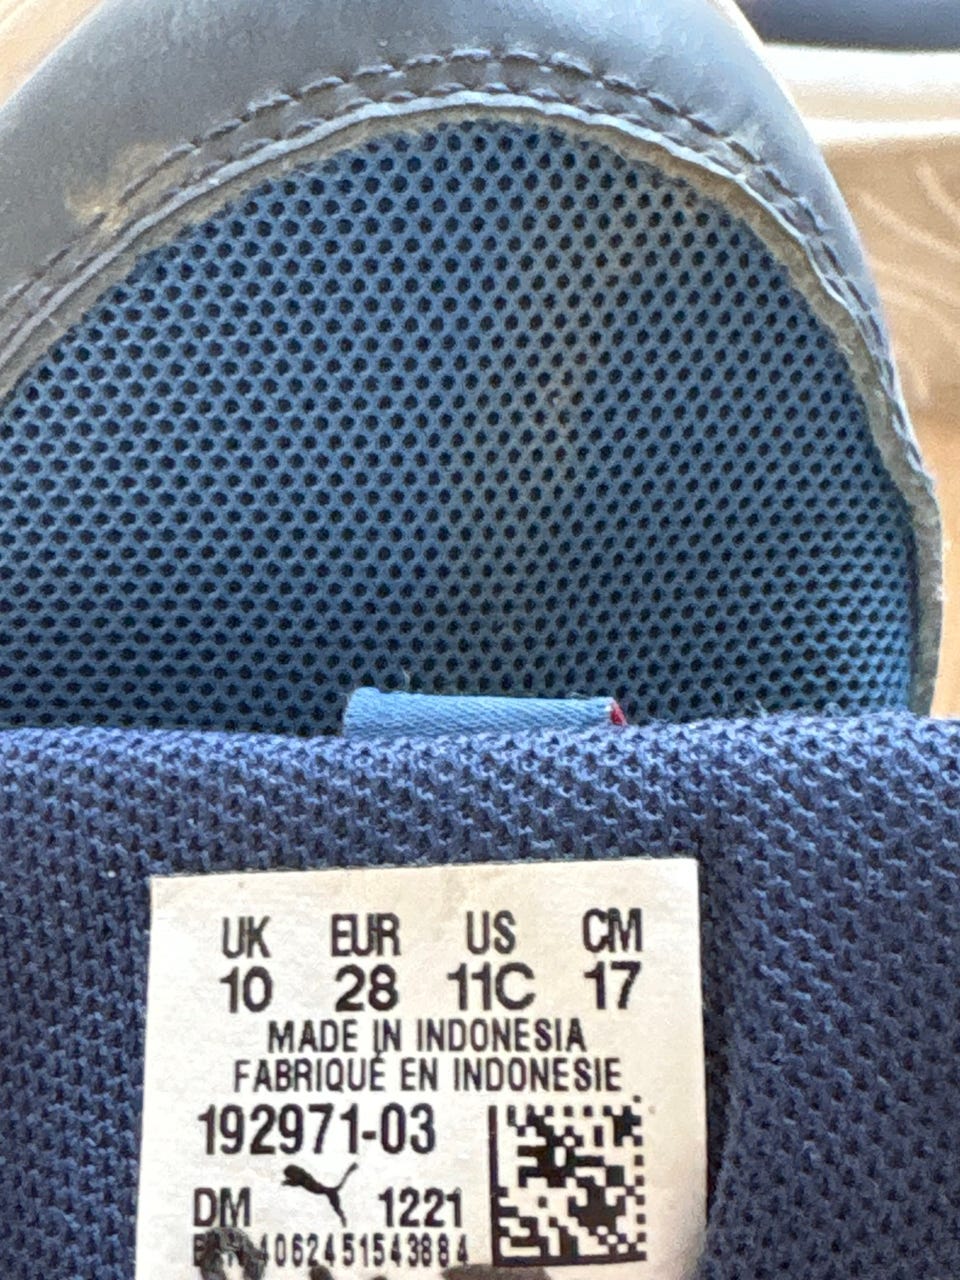 UK EUR US CM
10 28 11C 17
MADE IN INDONESIA
FABRIQUÉ EN INDONESIE
192971-03
DM 1221
4062451543884